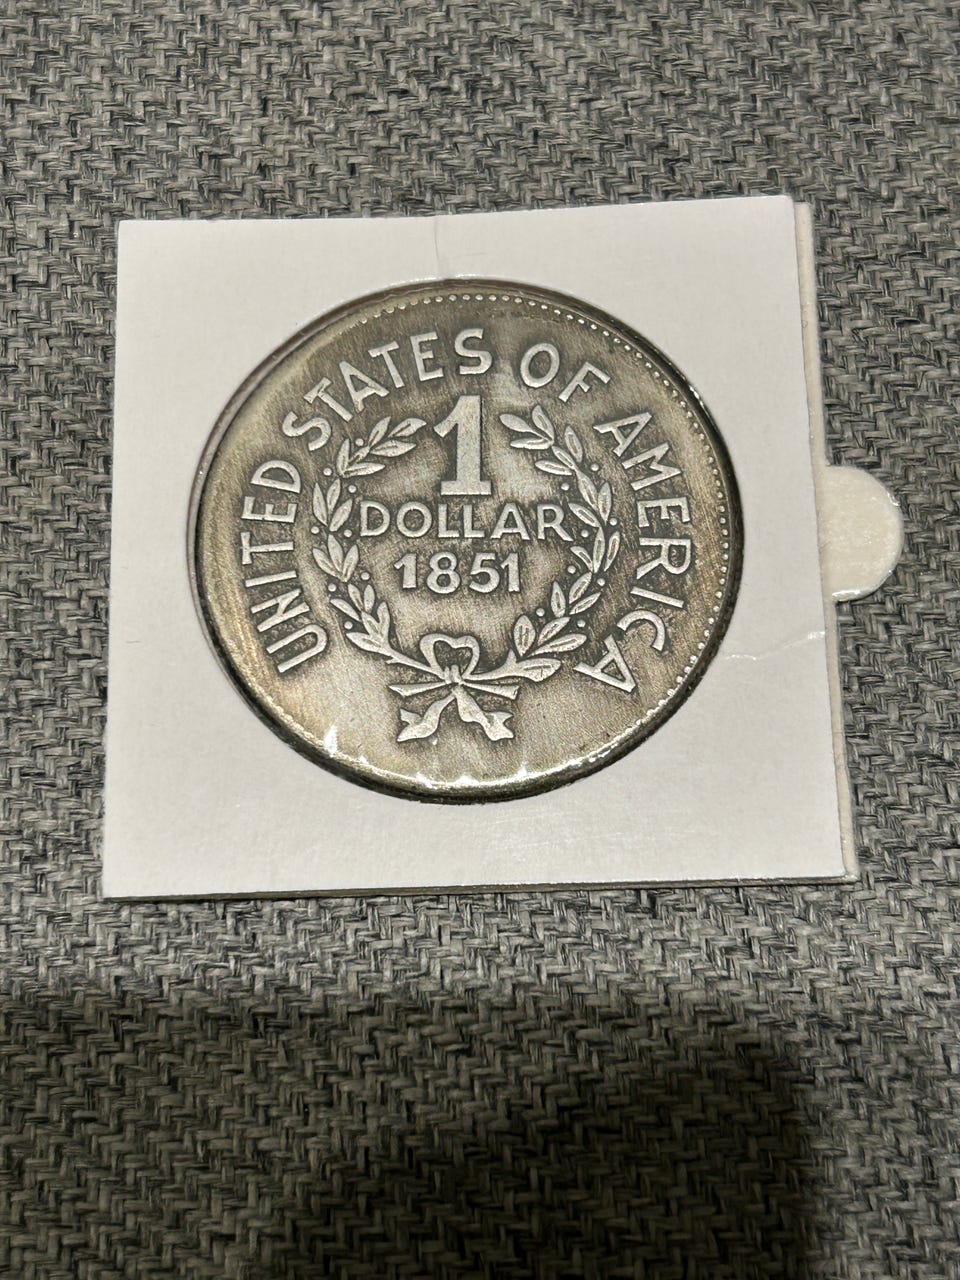 UNITED STATES OF AMERICA
1
DOLLAR
1851